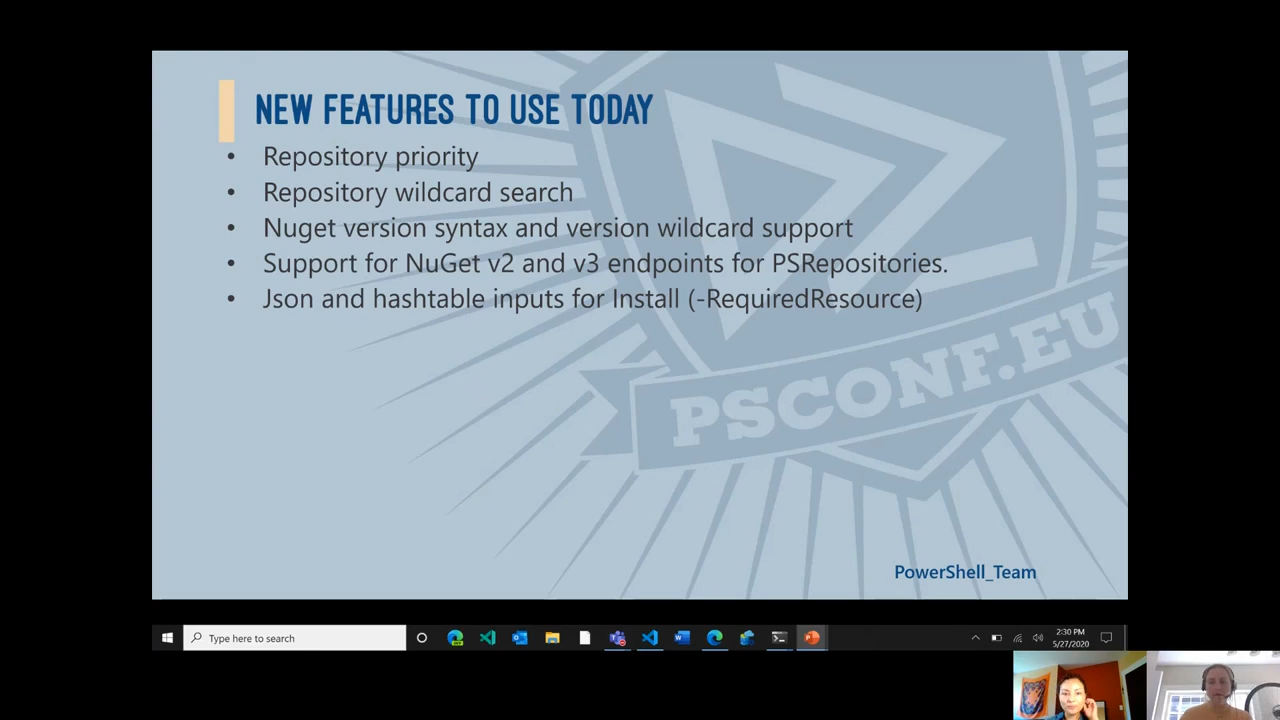 NEW FEATURES TO USE TODAY
• Repository priority
• Repository wildcard search
• Nuget version syntax and version wildcard support
• Support for NuGet v2 and v3 endpoints for PSRepositories.
• Json and hashtable inputs for Install (-RequiredResource)
PSCONF.EU
PowerShell_Team
Type here to search
2:30 PM
5/27/2020